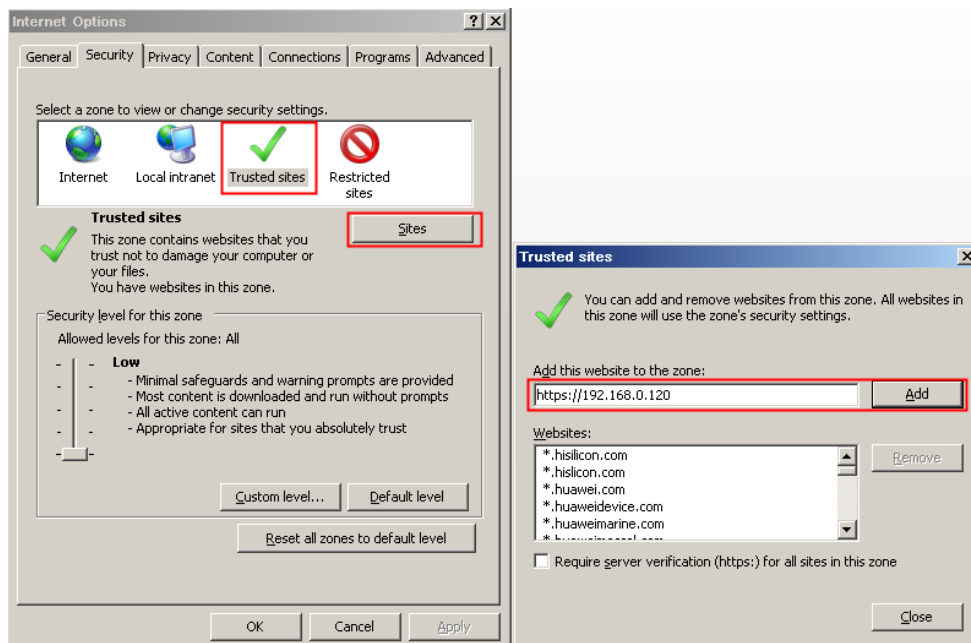 Internet Options
General Security Privacy Content Connections Programs Advanced
Select a zone to view or change security settings.
Internet Local intranet Trusted sites Restricted
sites
Trusted sites
Sites
This zone contains websites that you
trust not to damage your computer or
your files.
You have websites in this zone.
Security level for this zone
Allowed levels for this zone: All
Low
- Minimal safeguards and warning prompts are provided
- Most content is downloaded and run without prompts
- All active content can run
- Appropriate for sites that you absolutely trust
Custom level... Default level
Reset all zones to default level
OK Cancel Apply
Trusted sites
You can add and remove websites from this zone. All websites in
this zone will use the zone's security settings.
Add this website to the zone:
https://192.168.0.120 Add
Websites:
*.hisilicon.com Remove
*.hislicon.com
*.huawei.com
*.huaweidevice.com
*.huaweimarine.com
Require server verification (https:) for all sites in this zone
Close